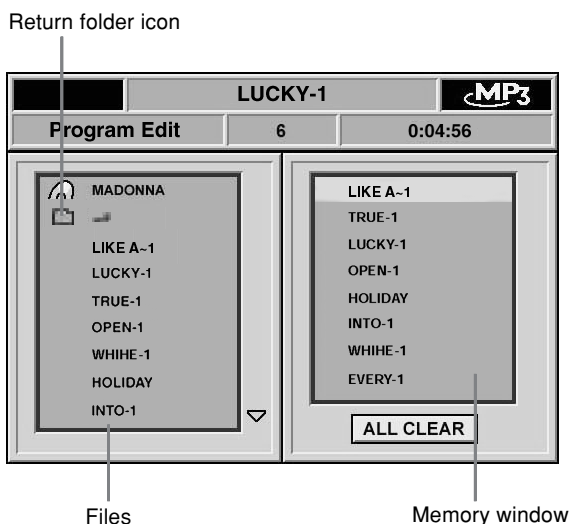 Return folder icon
LUCKY-1
MP3
Program Edit
6
0:04:56
MADONNA
LIKE A~1
LUCKY-1
TRUE-1
OPEN-1
WHIHE-1
HOLIDAY
INTO-1
LIKE A~1
TRUE-1
LUCKY-1
OPEN-1
HOLIDAY
INTO-1
WHIHE-1
EVERY-1
ALL CLEAR
Files
Memory window